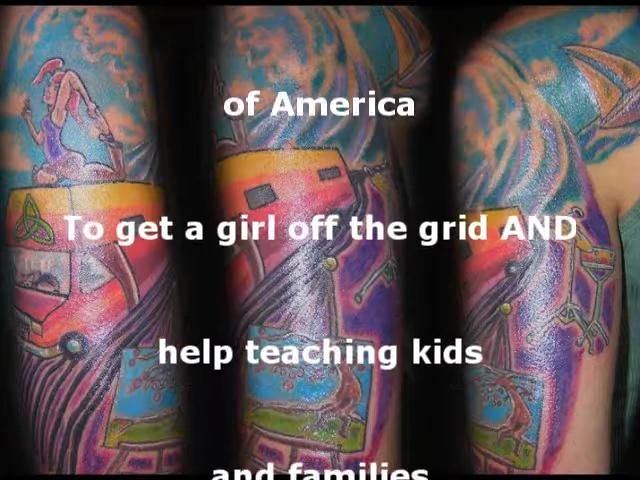 of America
To get a girl off the grid AND
help teaching kids
and families